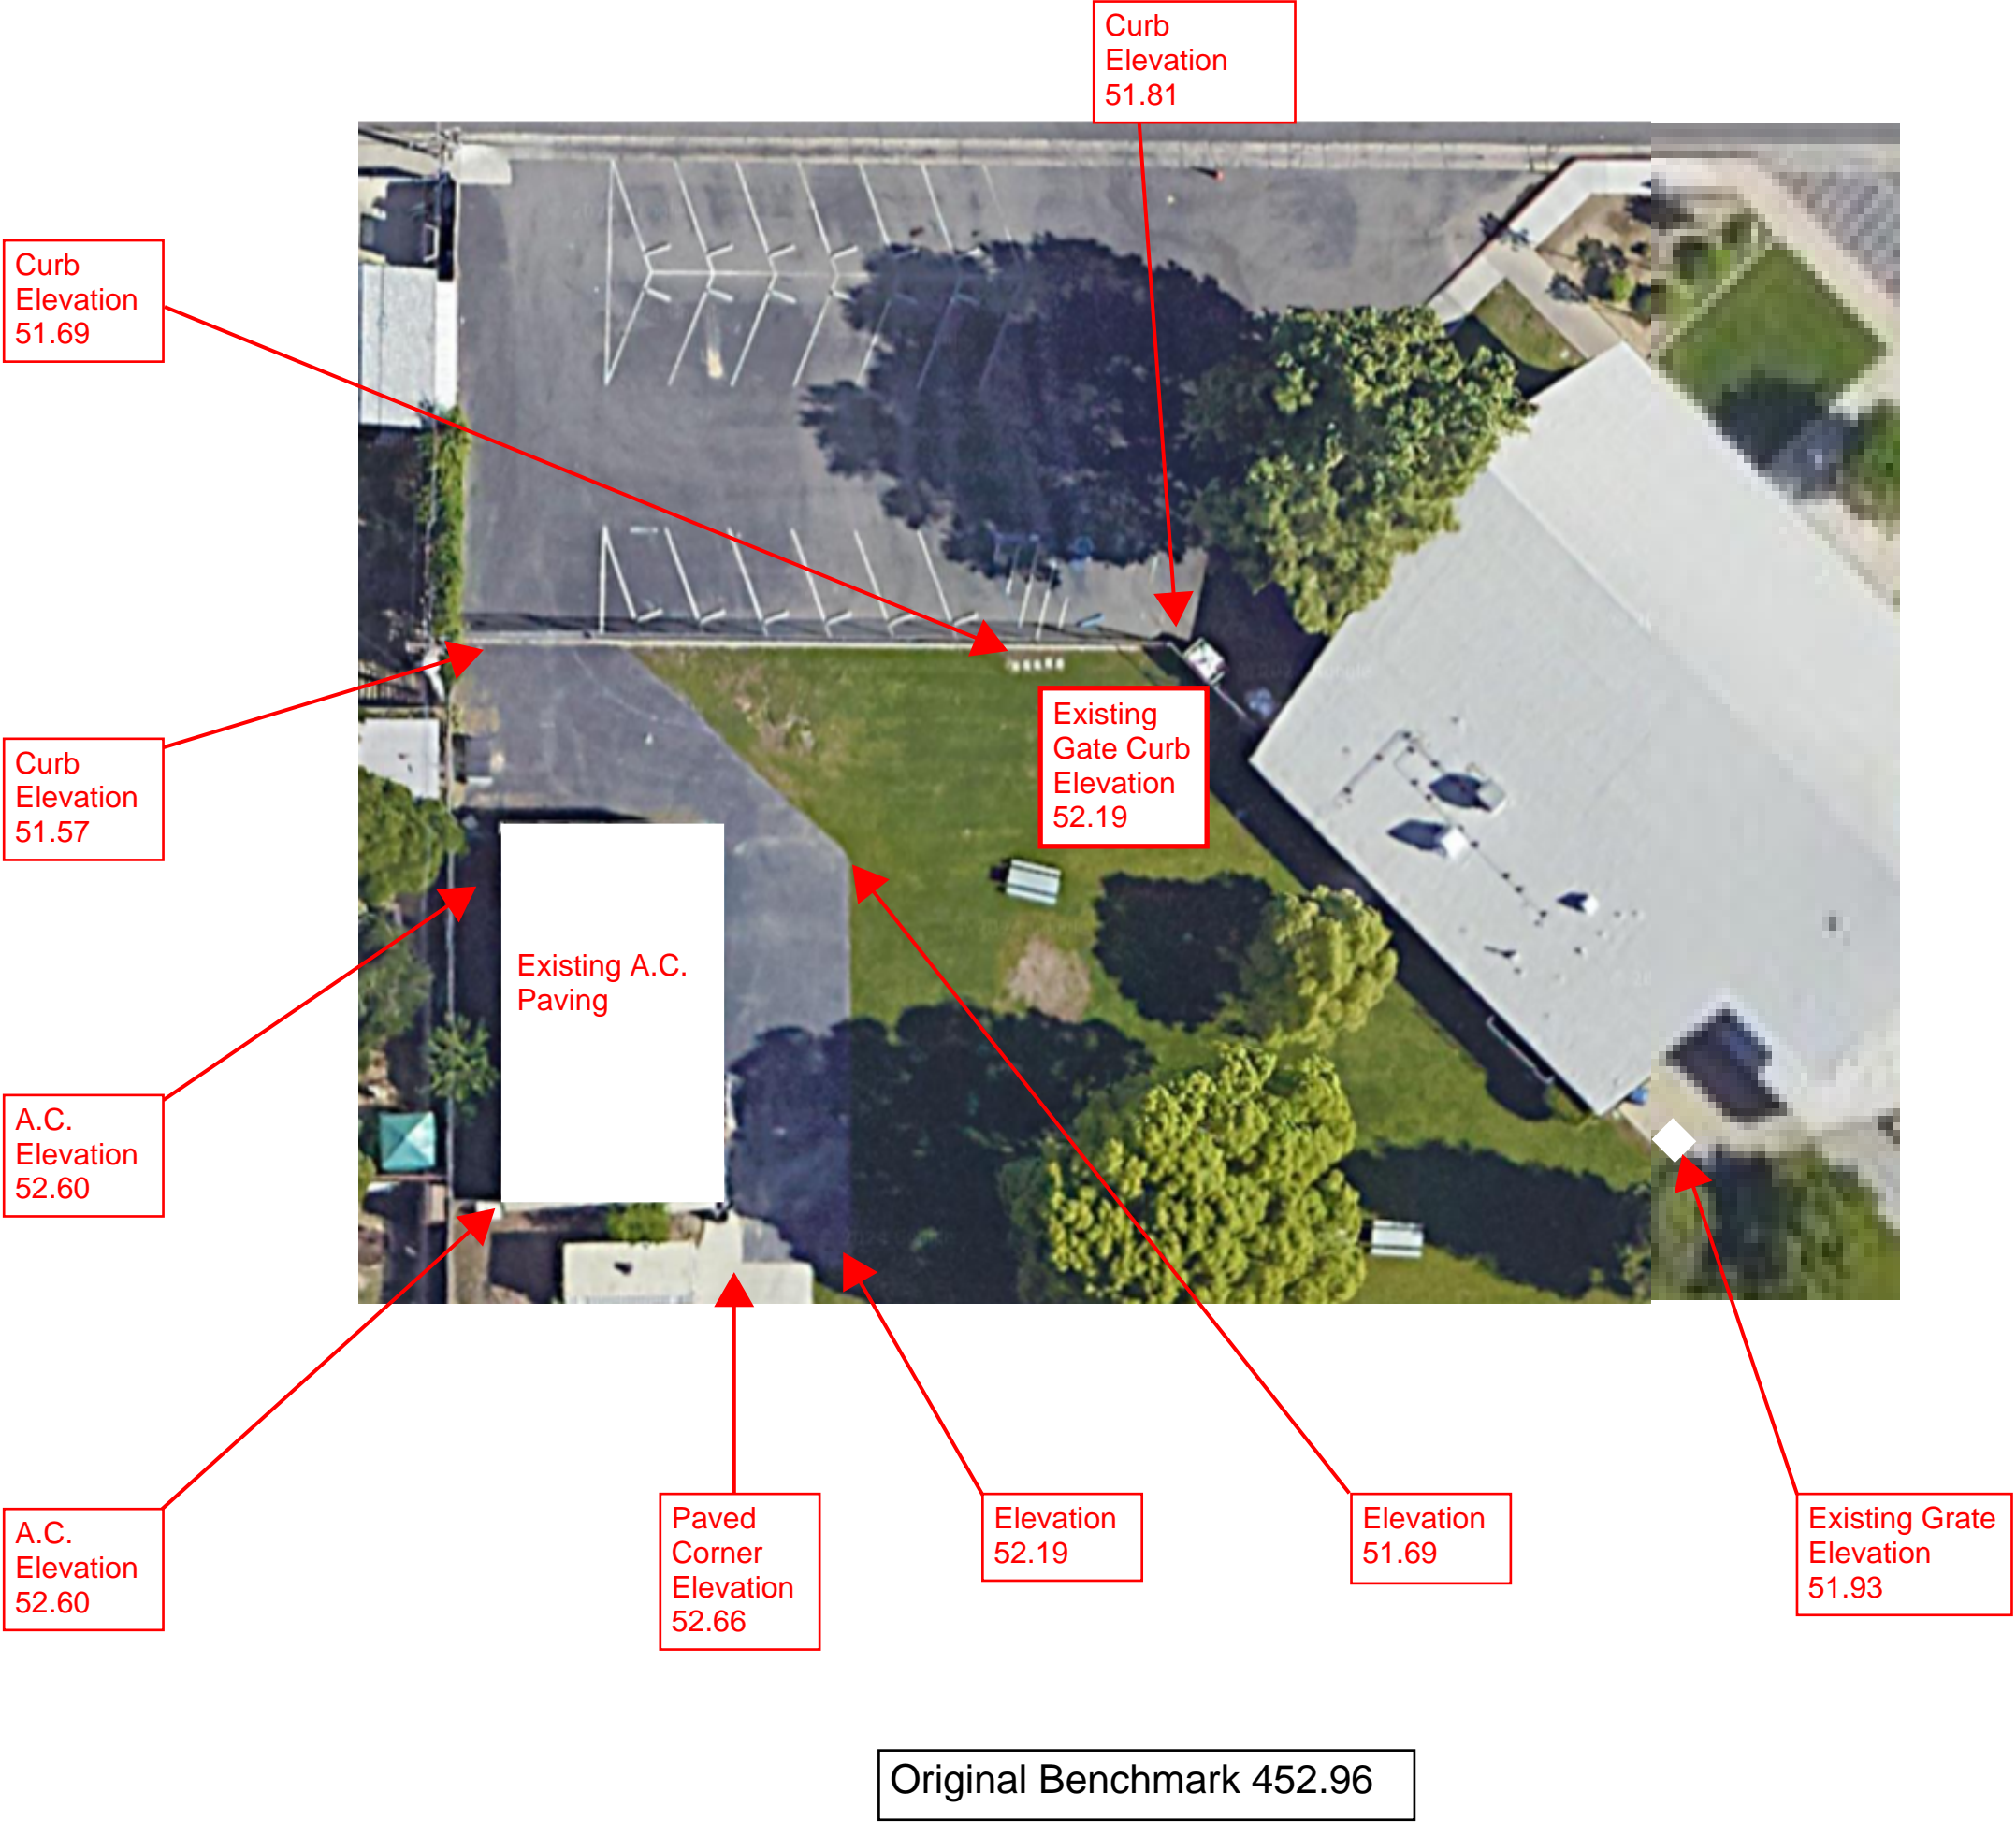 Curb
Elevation
51.81
Curb
Elevation
51.69
Existing
Gate Curb
Elevation
52.19
Curb
Elevation
51.57
Existing A.C.
Paving
A.C.
Elevation
52.60
A.C.
Elevation
52.60
Paved
Corner
Elevation
52.66
Elevation
52.19
Elevation
51.69
Existing Grate
Elevation
51.93
Original Benchmark 452.96